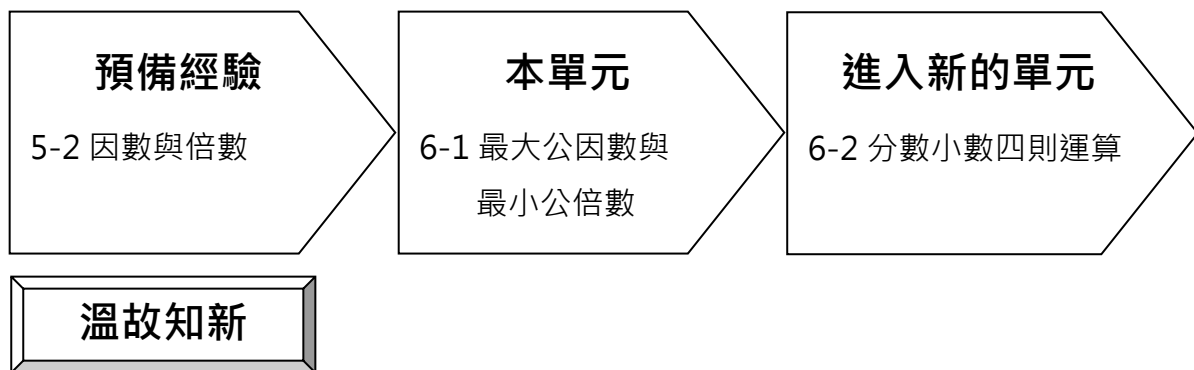 預備經驗
5-2 因數與倍數
本單元
6-1 最大公因數與
最小公倍數
進入新的單元
6-2 分數小數四則運算
溫故知新